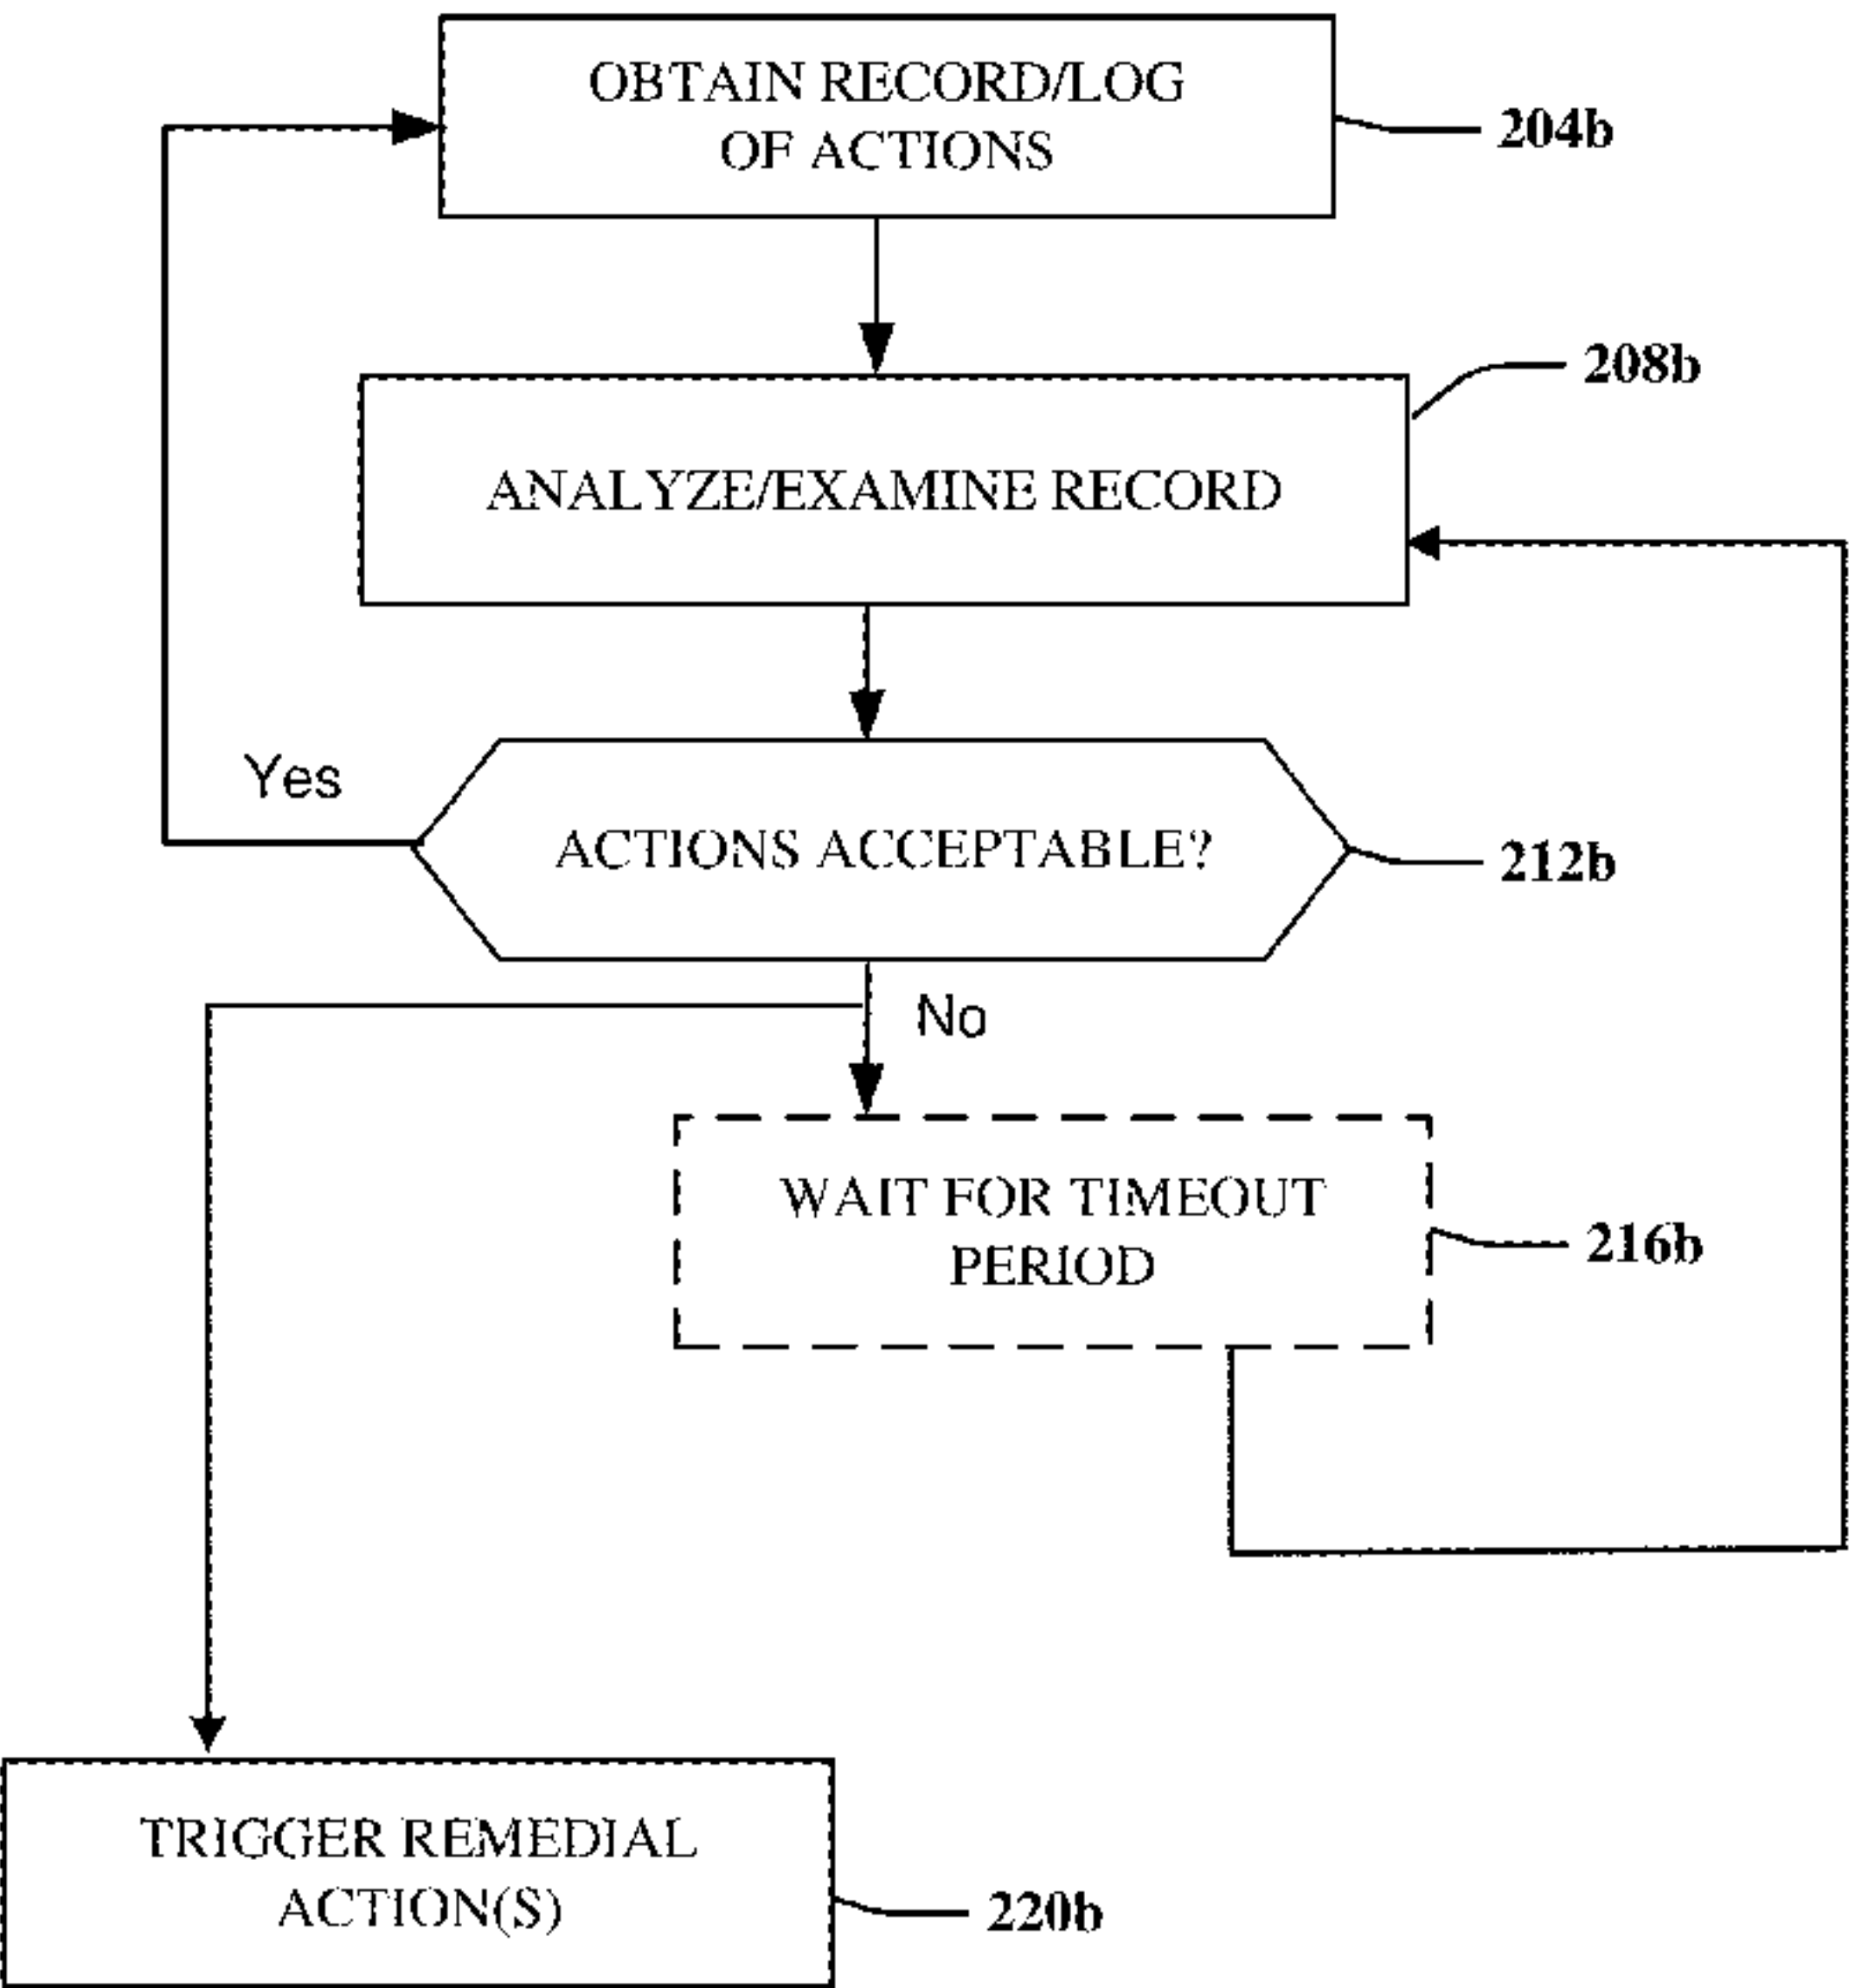 OBTAIN RECORD/LOG
OF ACTIONS
204b
208b
ANALYZE/EXAMINE RECORD
Yes
ACTIONS ACCEPTABLE?
212b
No
WAIT FOR TIMEOUT
PERIOD
216b
TRIGGER REMEDIAL
ACTION(S)
220b